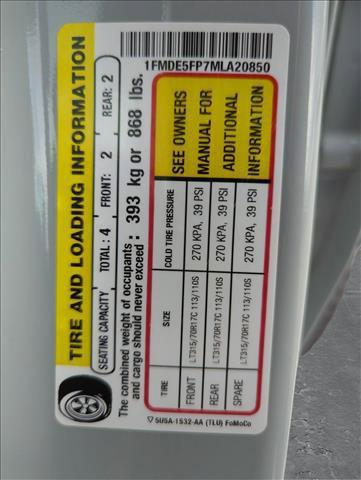 TIRE AND LOADING INFORMATION
SEATING CAPACITY TOTAL : 4 FRONT: 2 REAR: 2
The combined weight of occupants and cargo should never exceed : 393 kg or 868 lbs.
TIRE SIZE COLD TIRE PRESSURE
FRONT LT315/70R17C 113/110S 270 KPA, 39 PSI
REAR LT315/70R17C 113/110S 270 KPA, 39 PSI
SPARE LT315/70R17C 113/110S 270 KPA, 39 PSI
SEE OWNERS
MANUAL FOR
ADDITIONAL
INFORMATION
▽ 5U5A-1532-AA (TLU) FoMoCo
1FMDE5FP7MLA20850